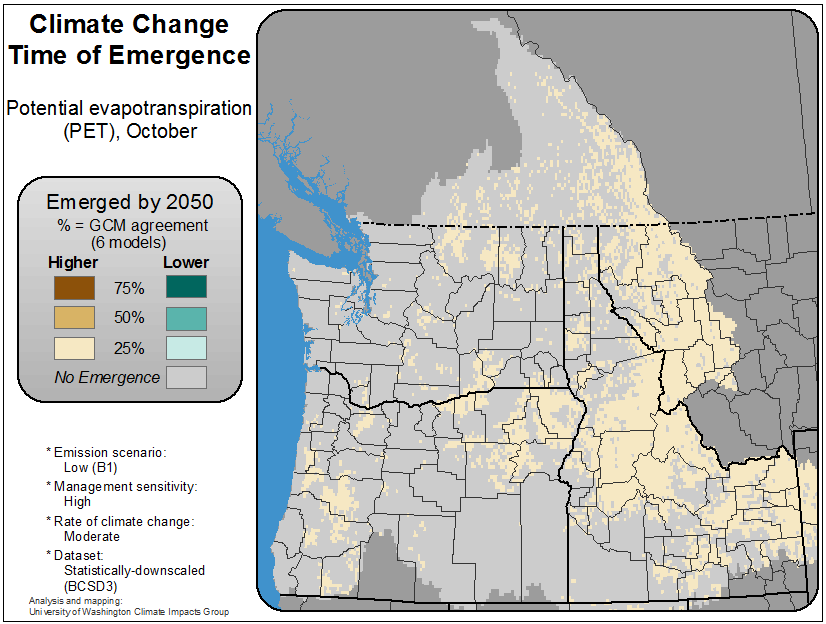 Climate Change
Time of Emergence
Potential evapotranspiration
(PET), October
Emerged by 2050
% = GCM agreement
(6 models)
Higher Lower
75%
50%
25%
No Emergence
* Emission scenario:
Low (B1)
* Management sensitivity:
High
* Rate of climate change:
Moderate
* Dataset:
Statistically-downscaled
(BCSD3)
Analysis and mapping:
University of Washington Climate Impacts Group